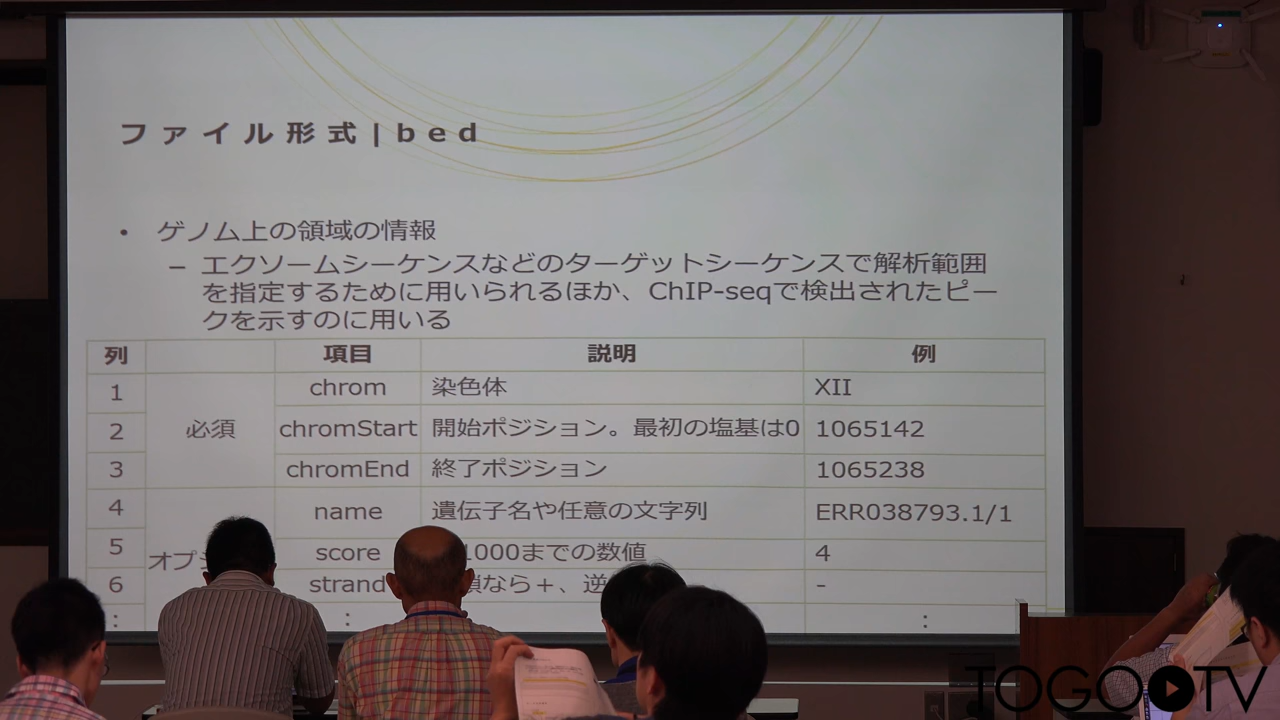 ファイル形式|bed
• ゲノム上の領域の情報
– エクソームシーケンスなどのターゲットシーケンスで解析範囲
を指定するために用いられるほか、ChIP-seqで検出されたピー
クを示すのに用いる
列 項目 説明 例
1 chrom 染色体 XII
2 必須 chromStart 開始ポジション。最初の塩基は0 1065142
3 chromEnd 終了ポジション 1065238
4 name 遺伝子名や任意の文字列 ERR038793.1/1
5 score 1000までの数値 4
6 strand なら+、逆 -
: : :
TOGOTV